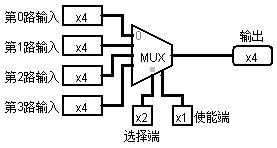 第0路输入 x4
第1路输入 x4
第2路输入 x4
第3路输入 x4
0
MUX
输出
x4
x2
x1 使能端
选择端